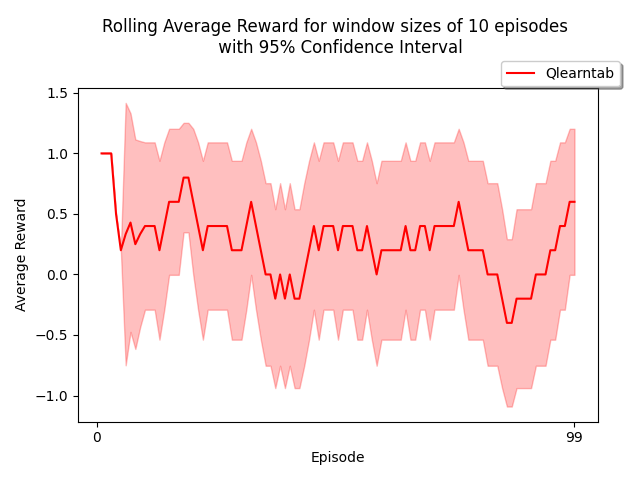 Rolling Average Reward for window sizes of 10 episodes
with 95% Confidence Interval
Qlearntab
1.5
1.0
0.5
0.0
−0.5
−1.0
Average Reward
0
99
Episode